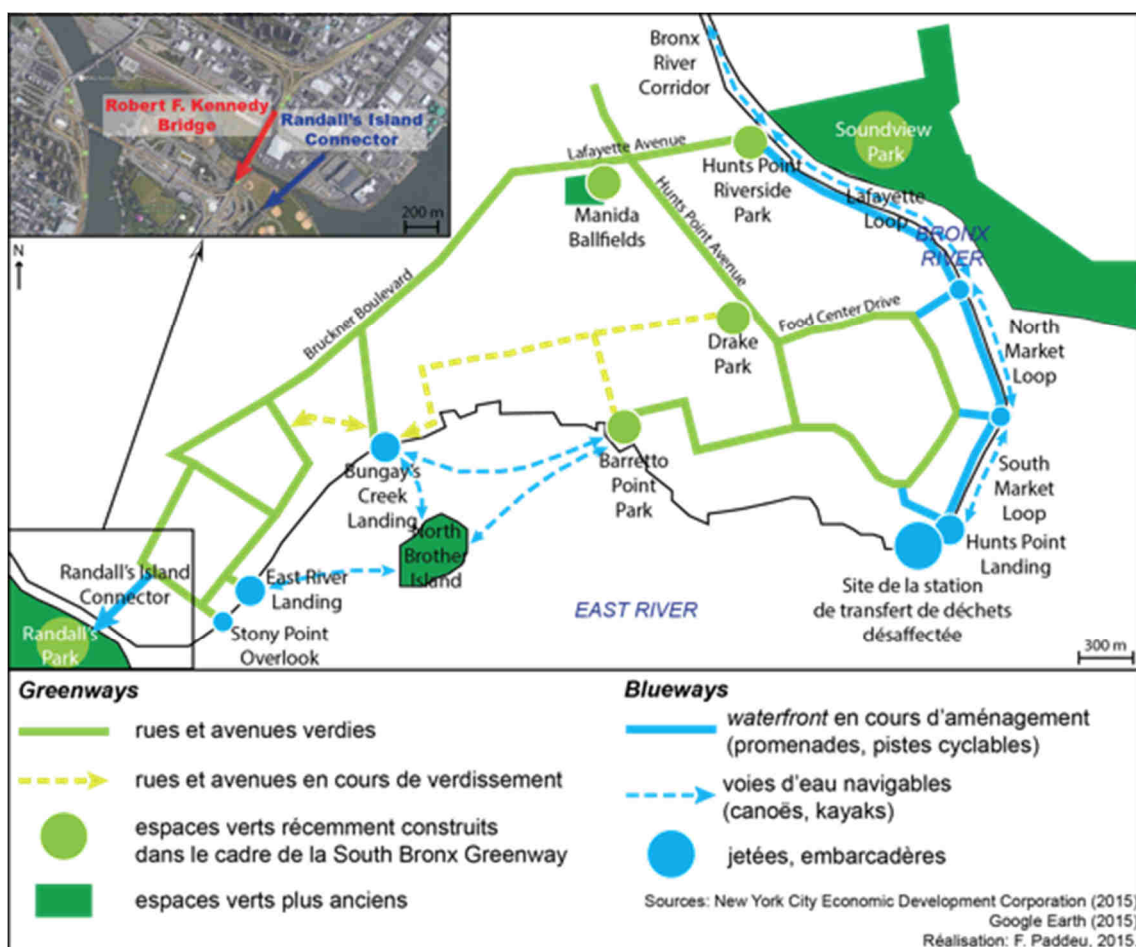 Robert F. Kennedy
Bridge
Randall's Island
Connector
200 m
N
Bronx
River
Corridor
Soundview
Park
Lafayette Avenue
Hunts Point
Riverside
Park
Lafayette
Loop
BRONX
RIVER
Manida
Ballfields
Hunts Point Avenue
Bruckner Boulevard
Drake
Park
Food Center Drive
North
Market
Loop
Bungay's
Creek
Landing
Barretto
Point
Park
South
Market
Loop
North
Brother
Island
Hunts Point
Landing
Randall's Island
Connector
East River
Landing
EAST RIVER
Site de la station
de transfert de déchets
désaffectée
Randall's
Park
Stony Point
Overlook
300 m
Greenways
rues et avenues verdies
rues et avenues en cours de verdissement
espaces verts récemment construits
dans le cadre de la South Bronx Greenway
espaces verts plus anciens
Blueways
waterfront en cours d'aménagement
(promenades, pistes cyclables)
voies d'eau navigables
(canoës, kayaks)
jetées, embarcadères
Sources: New York City Economic Development Corporation (2015)
Google Earth (2015)
Réalisation: F. Paddeu, 2015.